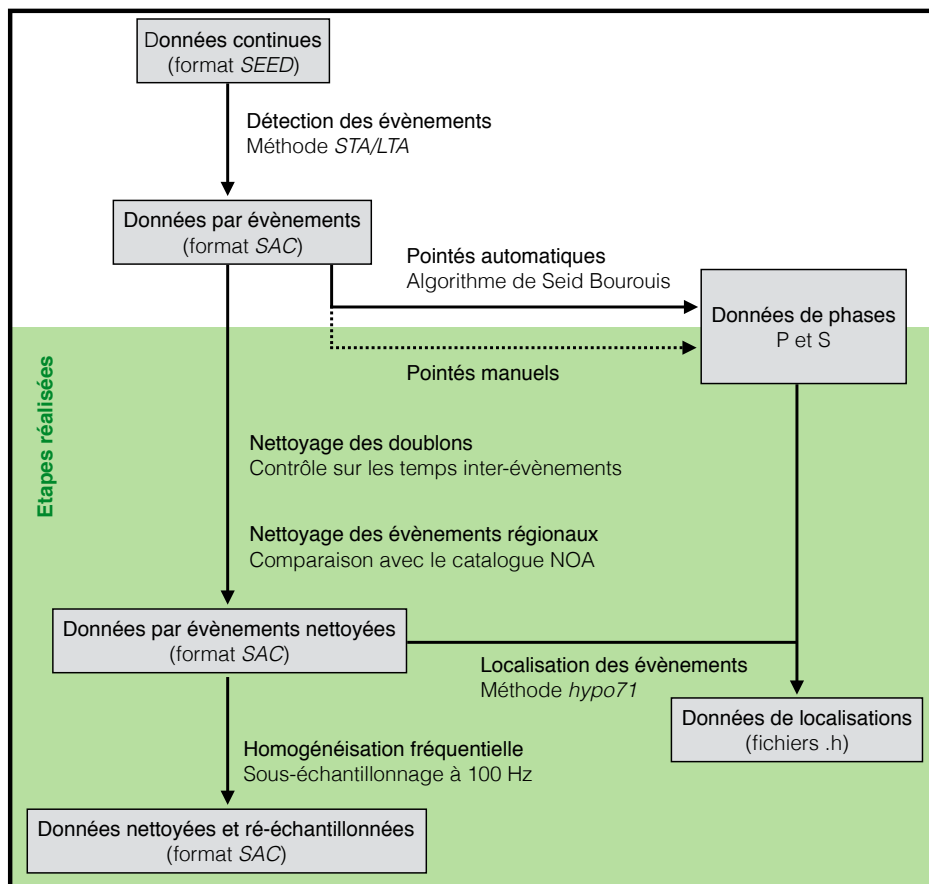 Données continues
(format SEED)
Détection des évènements
Méthode STA/LTA
Données par évènements
(format SAC)
Pointés automatiques
Algorithme de Seid Bourouis
Données de phases
P et S
Pointés manuels
Etapes réalisées
Nettoyage des doublons
Contrôle sur les temps inter-évènements
Nettoyage des évènements régionaux
Comparaison avec le catalogue NOA
Données par évènements nettoyées
(format SAC)
Localisation des évènements
Méthode hypo71
Données de localisations
(fichiers .h)
Homogénéisation fréquentielle
Sous-échantillonnage à 100 Hz
Données nettoyées et ré-échantillonnées
(format SAC)